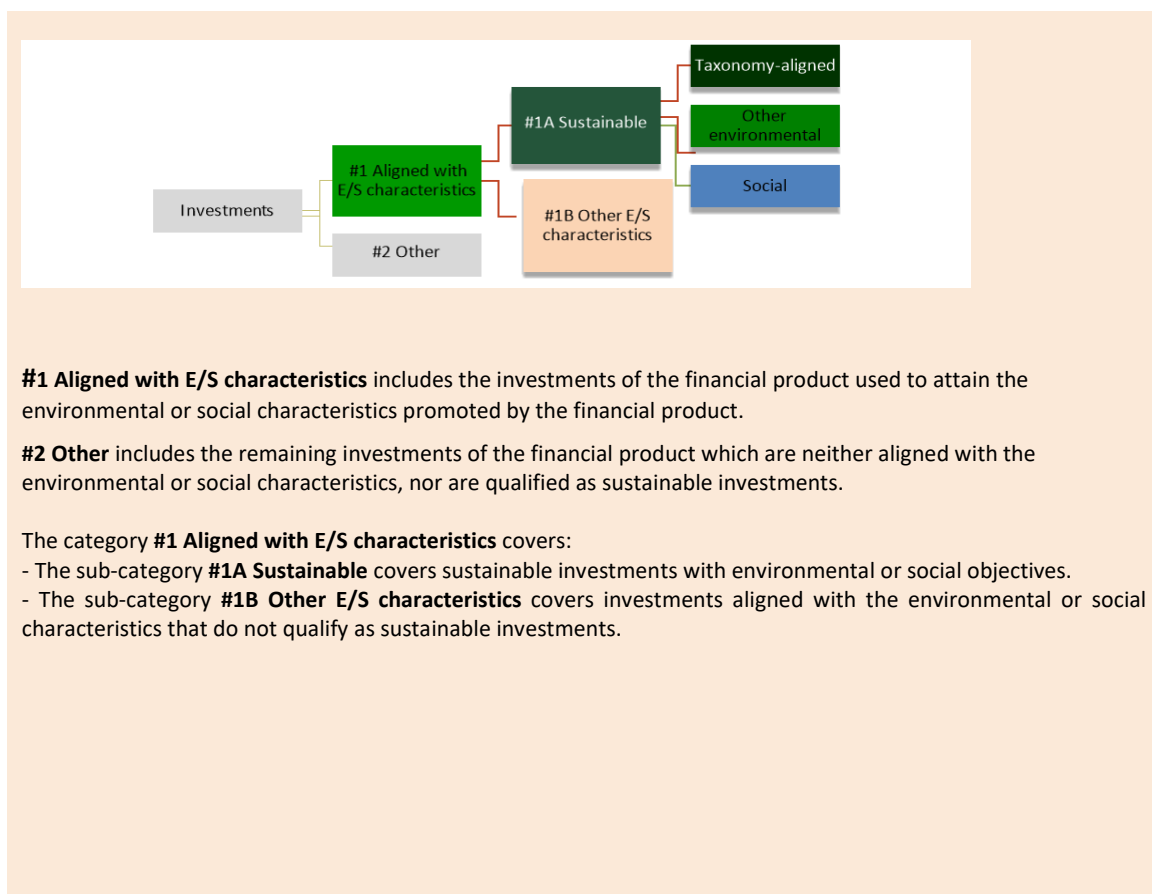 Taxonomy-aligned
#1A Sustainable
Other
environmental
#1 Aligned with
E/S characteristics
Social
Investments
#1B Other E/S
characteristics
#2 Other
#1 Aligned with E/S characteristics includes the investments of the financial product used to attain the
environmental or social characteristics promoted by the financial product.
#2 Other includes the remaining investments of the financial product which are neither aligned with the
environmental or social characteristics, nor are qualified as sustainable investments.
The category #1 Aligned with E/S characteristics covers:
- The sub-category #1A Sustainable covers sustainable investments with environmental or social objectives.
- The sub-category #1B Other E/S characteristics covers investments aligned with the environmental or social
characteristics that do not qualify as sustainable investments.